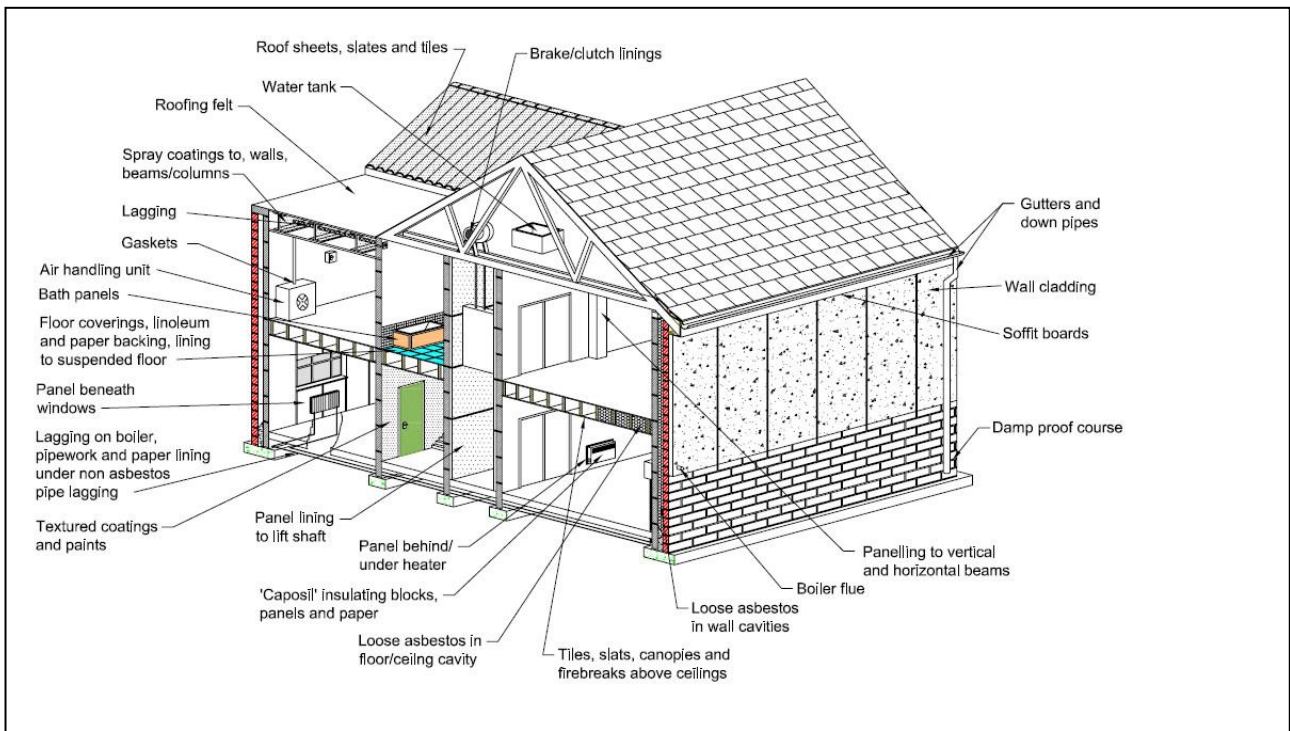 Roof sheets, slates and tiles
Brake/clutch linings
Water tank
Roofing felt
Spray coatings to, walls,
beams/columns
Lagging
Gaskets
Air handling unit
Bath panels
Floor coverings, linoleum
and paper backing, lining
to suspended floor
Panel beneath
windows
Lagging on boiler,
pipework and paper lining
under non asbestos
pipe lagging
Textured coatings
and paints
Panel lining
to lift shaft
Panel behind/
under heater
'Caposil' insulating blocks,
panels and paper
Loose asbestos in
floor/ceilng cavity
Tiles, slats, canopies and
firebreaks above ceilings
Loose asbestos
in wall cavities
Boiler flue
Panelling to vertical
and horizontal beams
Damp proof course
Soffit boards
Wall cladding
Gutters and
down pipes